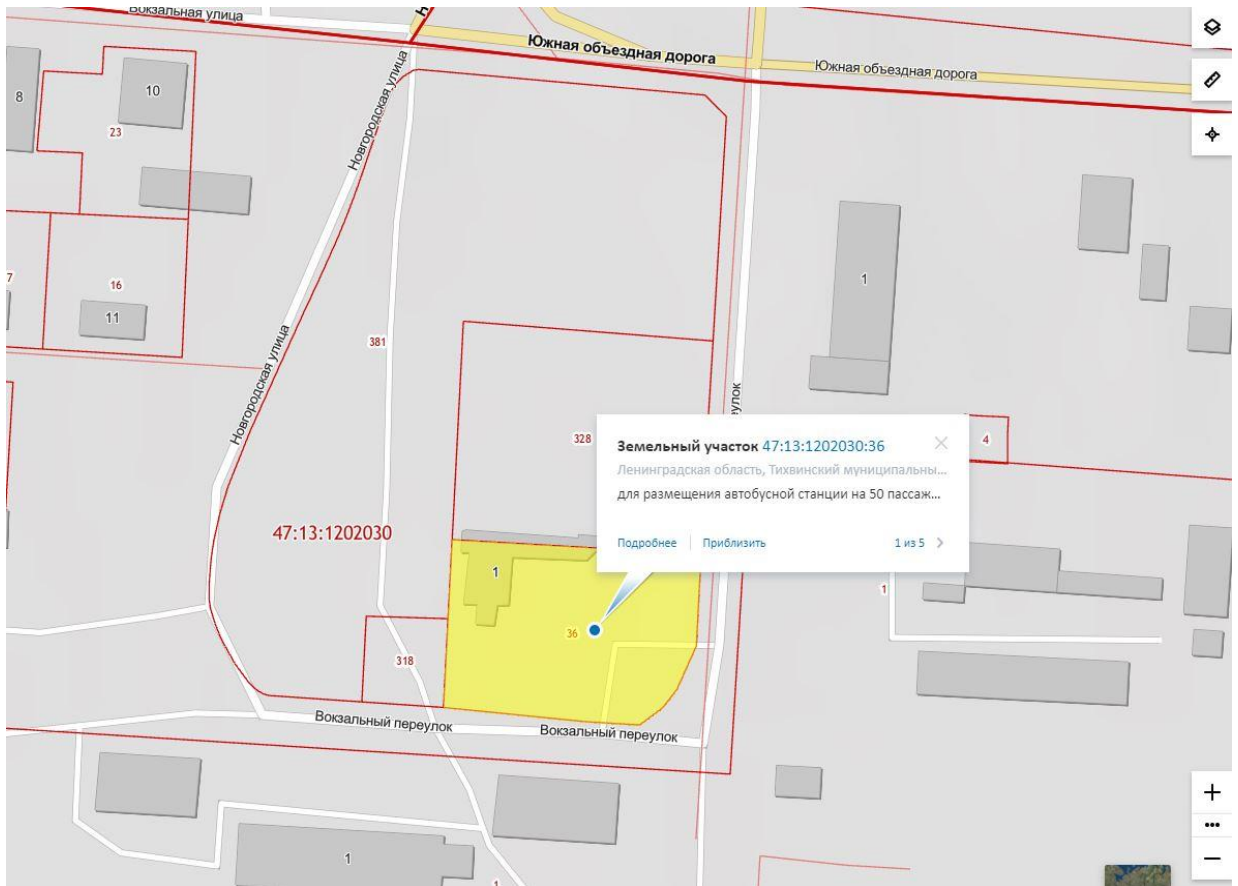 Вокзальная улица
Южная объездная дорога
Южная объездная дорога
8
10
23
Новгородская улица
7
16
11
381
1
Новгородская улица
328
Земельный участок 47:13:1202030:36
Ленинградская область, Тихвинский муниципальны...
для размещения автобусной станции на 50 пассаж...
Подробнее
Приблизить
1 из 5
4
47:13:1202030
1
1
36
318
Вокзальный переулок
Вокзальный переулок
1
1